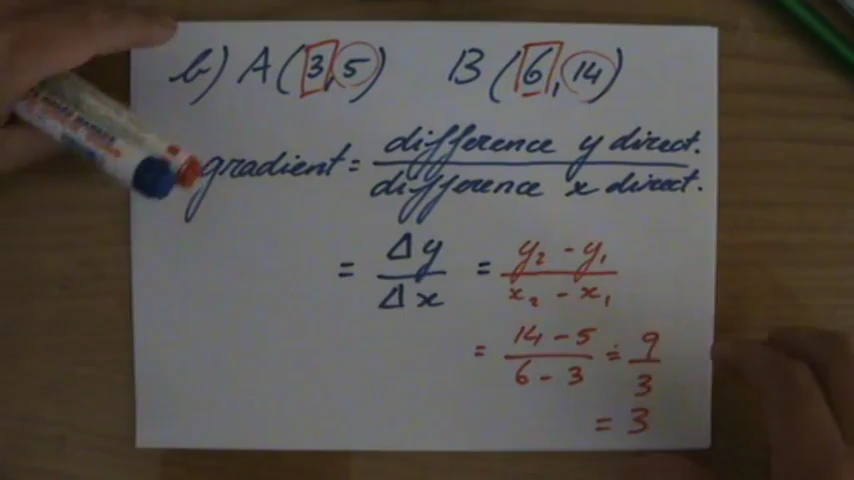 b) A (3, 5) B (6, 14)
gradient = difference y direct. / difference x direct.
= Δy / Δx = y₂ - y₁ / x₂ - x₁
= 14 - 5 / 6 - 3 = 9 / 3
= 3